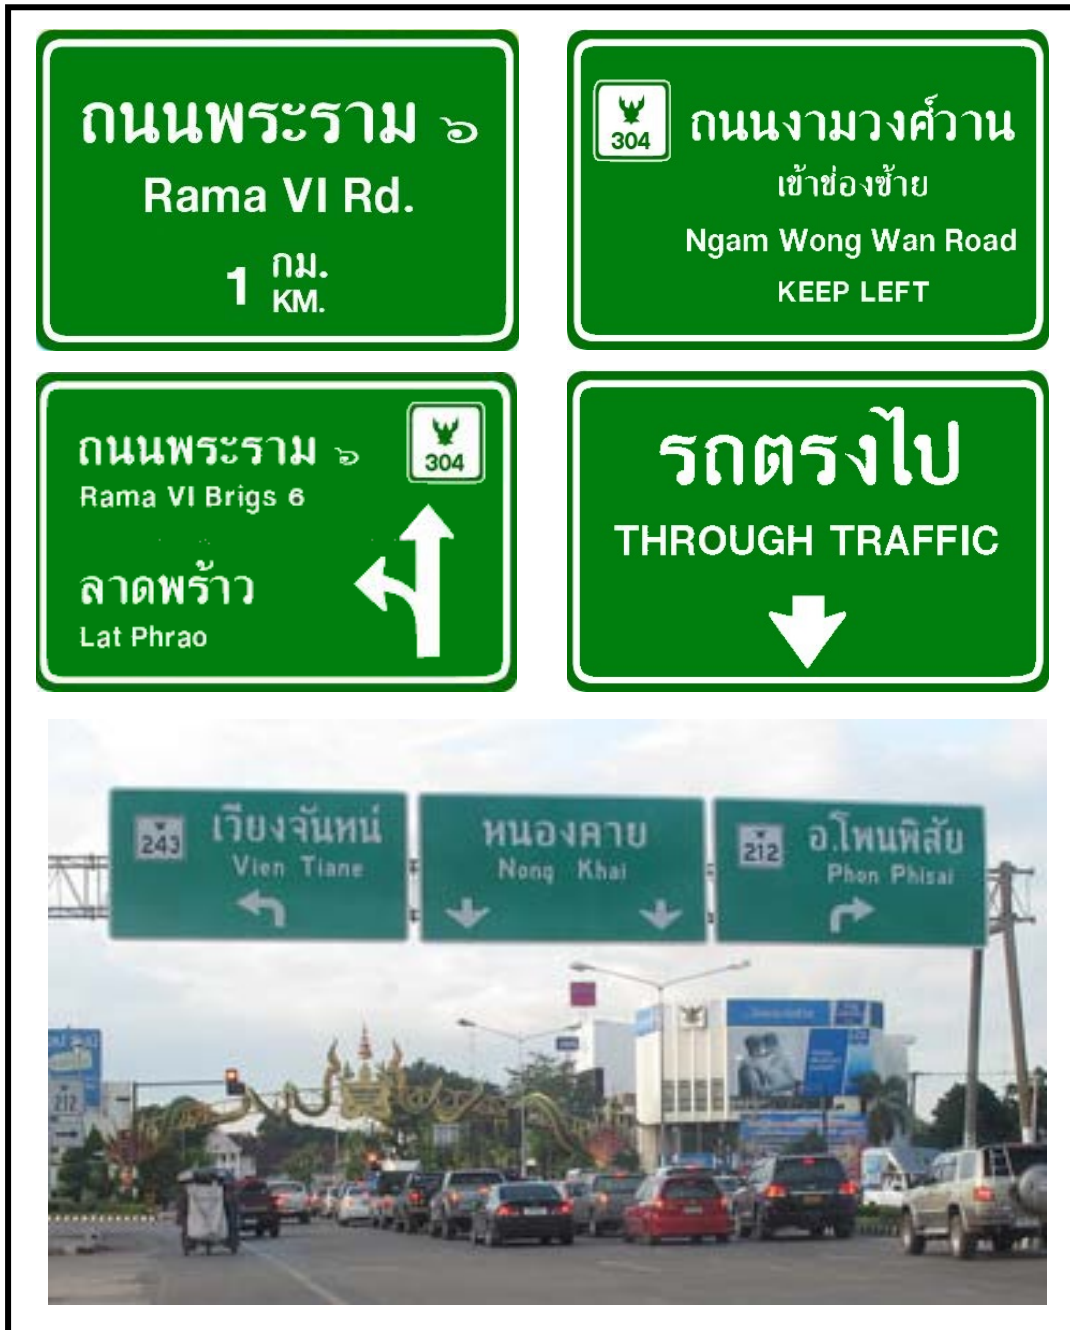 ถนนพระราม ๖
Rama VI Rd.
1 กม.
KM.
304
ถนนงามวงศ์วาน
เข้าช่องซ้าย
Ngam Wong Wan Road
KEEP LEFT
304
ถนนพระราม ๖
Rama VI Brigs 6
ลาดพร้าว
Lat Phrao
รถตรงไป
THROUGH TRAFFIC
243
เวียงจันทน์
Vien Tiane
หนองคาย
Nong Khai
212
อ.โพนพิสัย
Phon Phisai
212